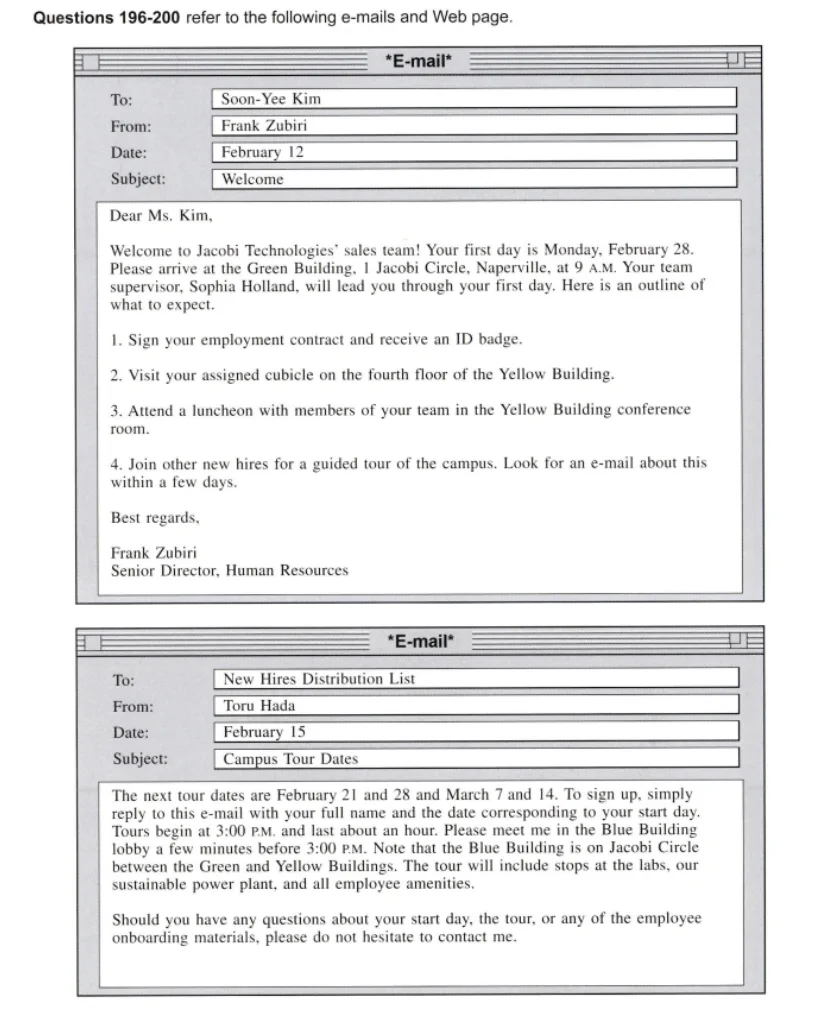 Questions 196-200 refer to the following e-mails and Web page.
*E-mail*
To: Soon-Yee Kim
From: Frank Zubiri
Date: February 12
Subject: Welcome
Dear Ms. Kim,
Welcome to Jacobi Technologies' sales team! Your first day is Monday, February 28.
Please arrive at the Green Building, 1 Jacobi Circle, Naperville, at 9 A.M. Your team
supervisor, Sophia Holland, will lead you through your first day. Here is an outline of
what to expect.
1. Sign your employment contract and receive an ID badge.
2. Visit your assigned cubicle on the fourth floor of the Yellow Building.
3. Attend a luncheon with members of your team in the Yellow Building conference
room.
4. Join other new hires for a guided tour of the campus. Look for an e-mail about this
within a few days.
Best regards,
Frank Zubiri
Senior Director, Human Resources
*E-mail*
To: New Hires Distribution List
From: Toru Hada
Date: February 15
Subject: Campus Tour Dates
The next tour dates are February 21 and 28 and March 7 and 14. To sign up, simply
reply to this e-mail with your full name and the date corresponding to your start day.
Tours begin at 3:00 P.M. and last about an hour. Please meet me in the Blue Building
lobby a few minutes before 3:00 P.M. Note that the Blue Building is on Jacobi Circle
between the Green and Yellow Buildings. The tour will include stops at the labs, our
sustainable power plant, and all employee amenities.
Should you have any questions about your start day, the tour, or any of the employee
onboarding materials, please do not hesitate to contact me.